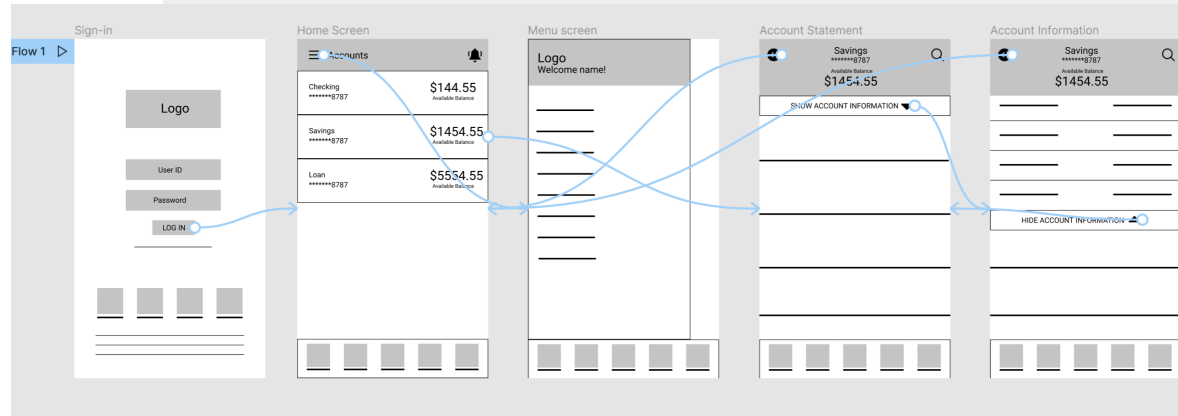 Flow 1
Sign-in
Logo
User ID
Password
LOG IN
Home Screen
Accounts
Checking
*******8787
$144.55
Available Balance
Savings
*******8787
$1454.55
Available Balance
Loan
*******8787
$5554.55
Available Balance
Menu screen
Logo
Welcome name!
Account Statement
Savings
*******8787
Available Balance
$1454.55
SHOW ACCOUNT INFORMATION
Account Information
Savings
*******8787
Available Balance
$1454.55
HIDE ACCOUNT INFORMATION